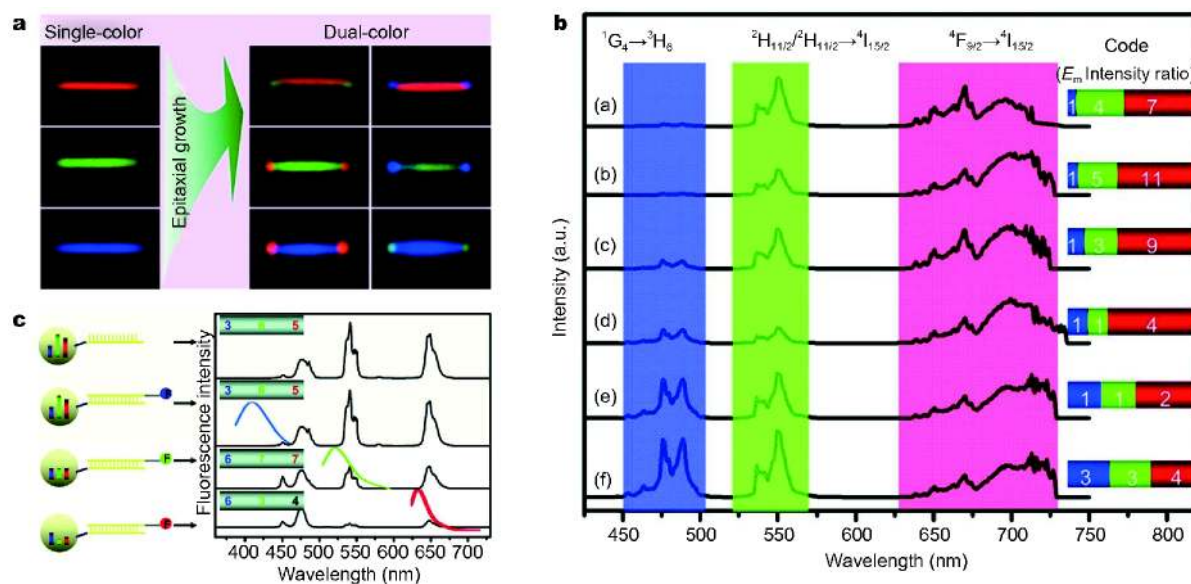 a
Single-color
Dual-color
Epitaxial growth
b
¹G₄→³H₆
²H₁₁/₂/²H₁₁/₂→⁴I₁₅/₂
⁴F₉/₂→⁴I₁₅/₂
Code
(Eₘ Intensity ratio)
(a)
1 4 7
(b)
1 5 11
(c)
1 3 9
(d)
1 1 4
(e)
1 1 2
(f)
3 3 4
Intensity (a.u.)
450 500 550 600 650 700 750 800
Wavelength (nm)
c
Fluorescence intensity
3 5
3 5
F
6 7
F
6 4
F
400 450 500 550 600 650 700
Wavelength (nm)